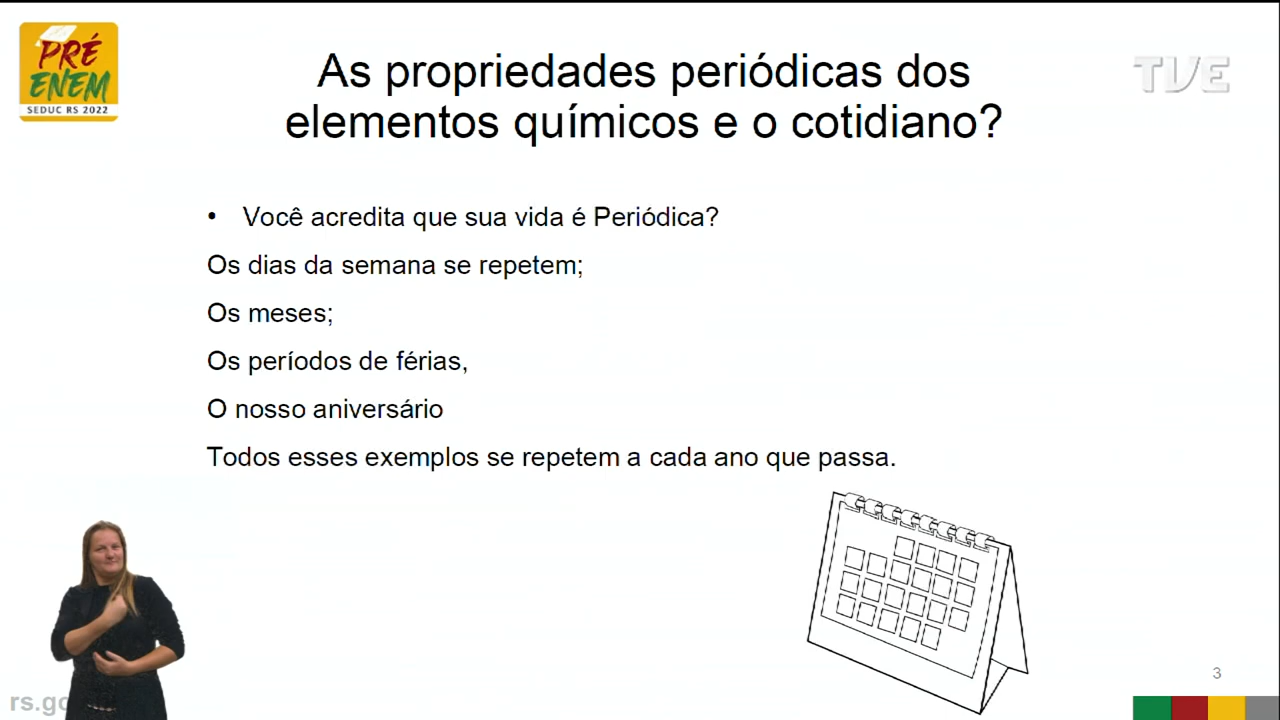 PRÉ
ENEM
SEDUC RS 2022
As propriedades periódicas dos
elementos químicos e o cotidiano?
TVE
• Você acredita que sua vida é Periódica?
Os dias da semana se repetem;
Os meses;
Os períodos de férias,
O nosso aniversário
Todos esses exemplos se repetem a cada ano que passa.
3